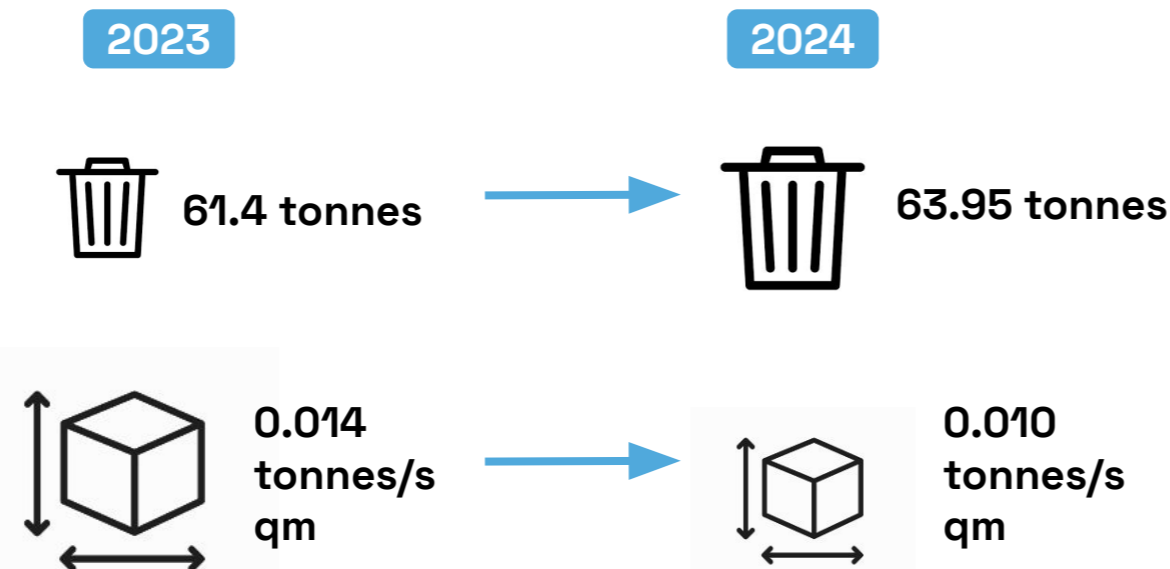 2023
2024
61.4 tonnes
63.95 tonnes
0.014
tonnes/s
qm
0.010
tonnes/s
qm